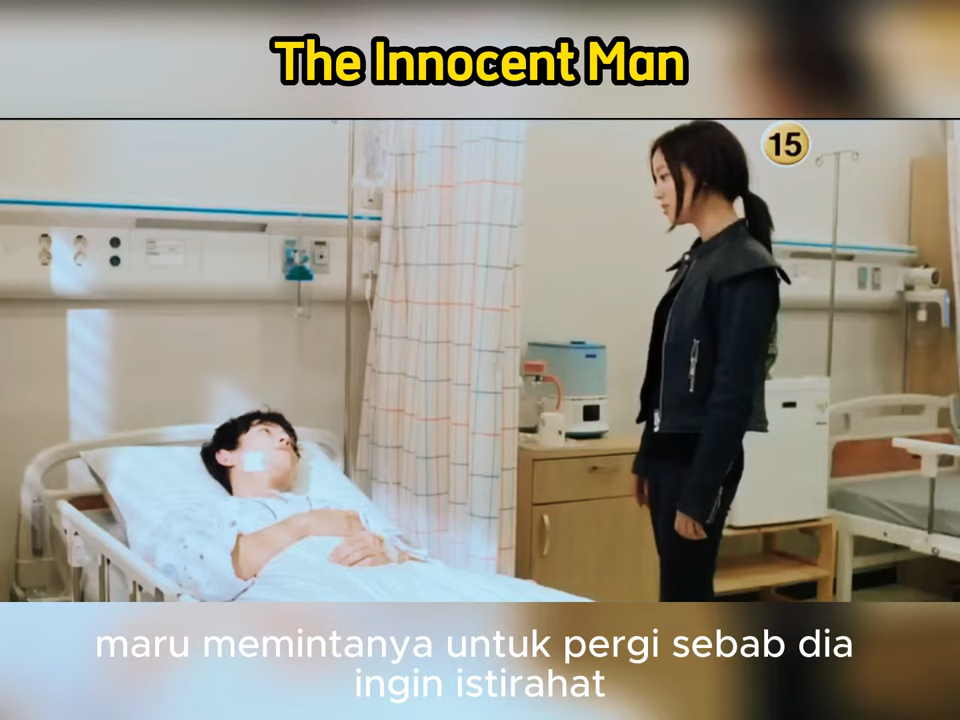 The Innocent Man
15
maru memintanya untuk pergi sebab dia
ingin istirahat